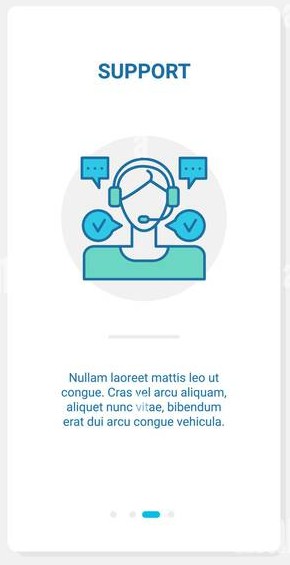 SUPPORT
Nullam laoreet mattis leo ut
congue. Cras vel arcu aliquam,
aliquet nunc vitae, bibendum
erat dui arcu congue vehicula.